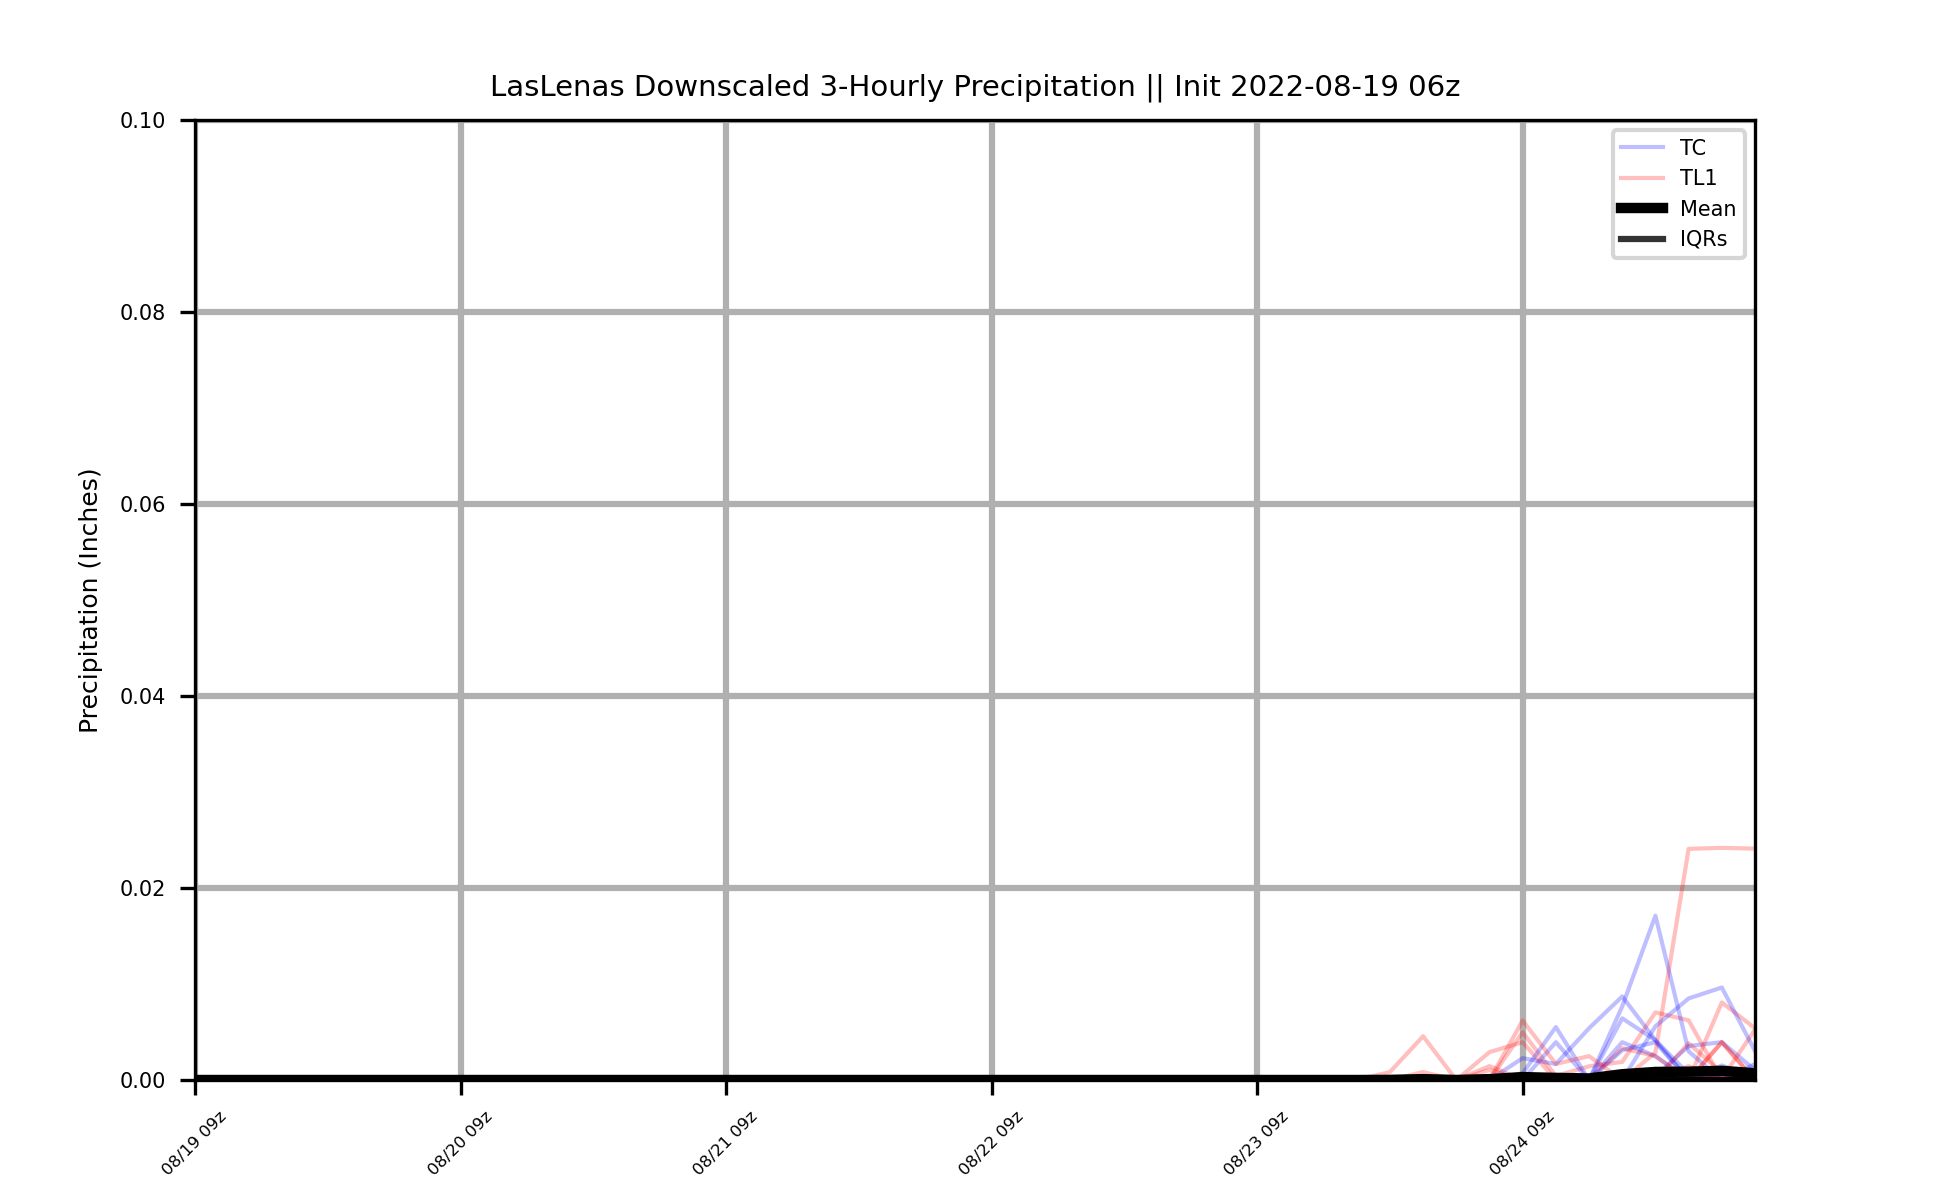 LasLenas Downscaled 3-Hourly Precipitation || Init 2022-08-19 06z
TC
TL1
Mean
IQRs
Precipitation (Inches)
0.10
0.08
0.06
0.04
0.02
0.00
08/19 09z
08/20 09z
08/21 09z
08/22 09z
08/23 09z
08/24 09z